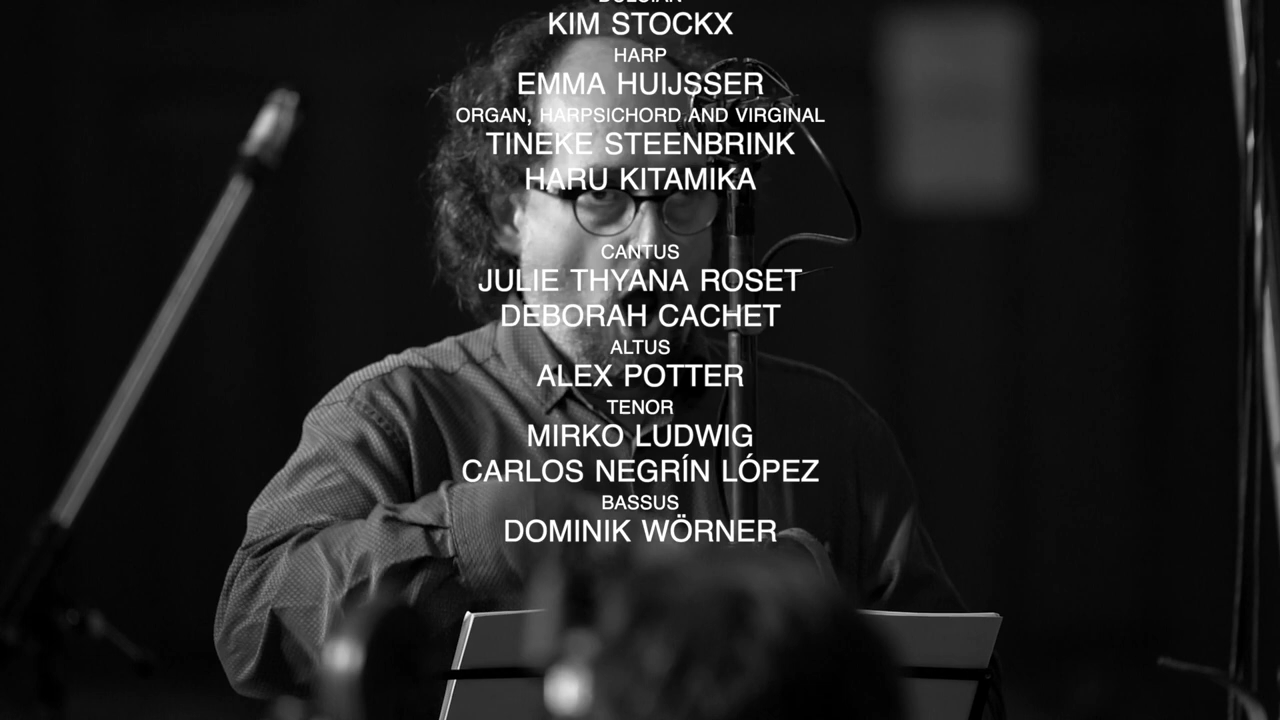 KIM STOCKX
HARP
EMMA HUIJSSER
ORGAN, HARPSICHORD AND VIRGINAL
TINEKE STEENBRINK
HARU KITAMIKA
CANTUS
JULIE THYANA ROSET
DEBORAH CACHET
ALTUS
ALEX POTTER
TENOR
MIRKO LUDWIG
CARLOS NEGRÍN LÓPEZ
BASSUS
DOMINIK WÖRNER